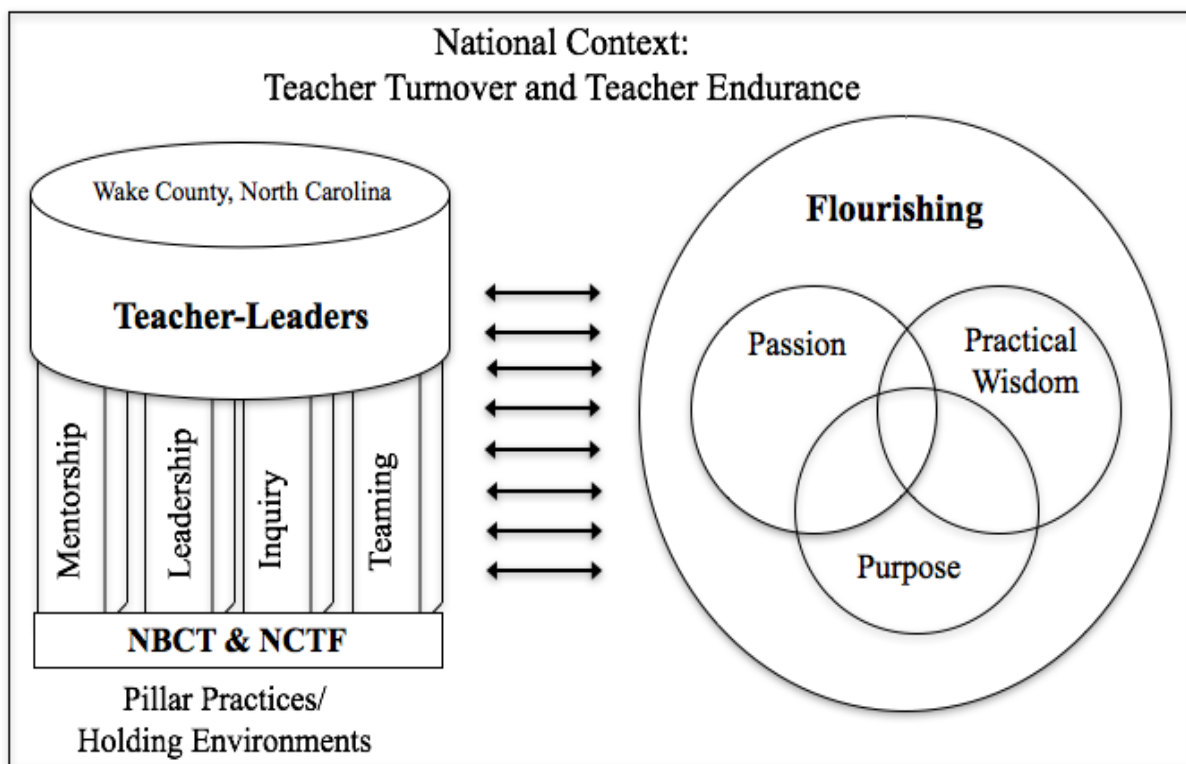 National Context:
Teacher Turnover and Teacher Endurance
Wake County, North Carolina
Teacher-Leaders
Mentorship
Leadership
Inquiry
Teaming
NBCT & NCTF
Pillar Practices/
Holding Environments
Flourishing
Passion
Practical
Wisdom
Purpose